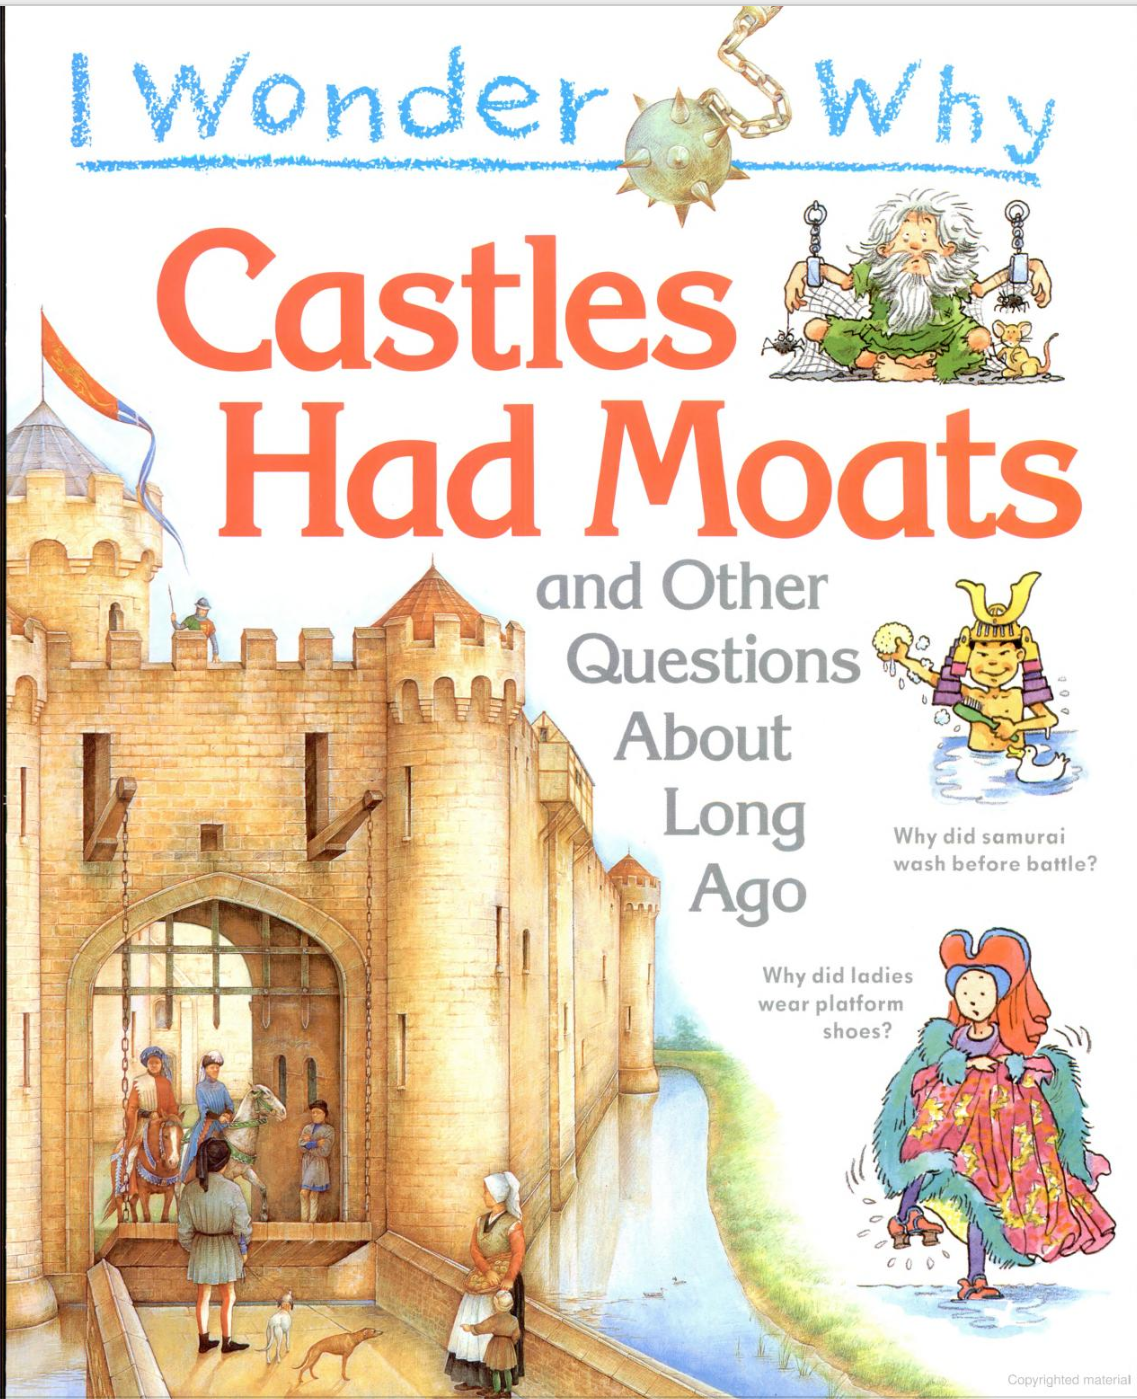 I Wonder Why
Castles
Had Moats
and Other
Questions
About
Long
Ago
Why did samurai
wash before battle?
Why did ladies
wear platform
shoes?
Copyrighted material